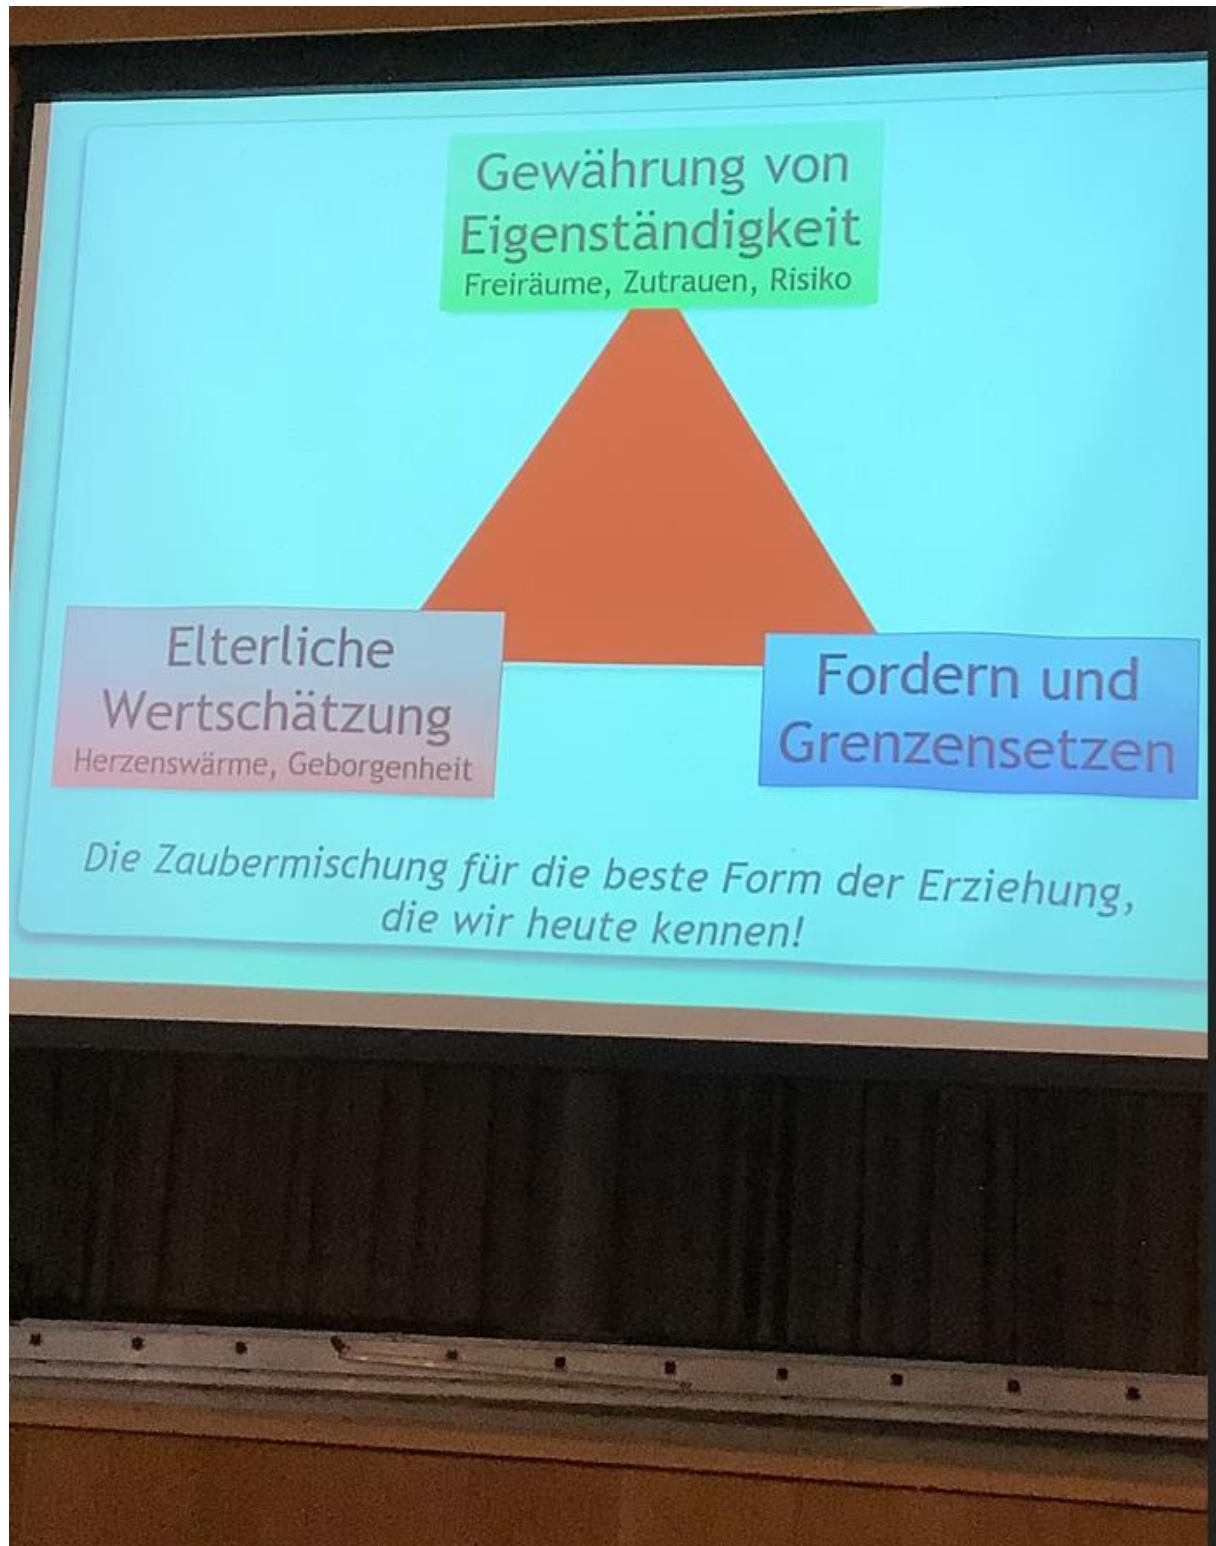 Gewährung von
Eigenständigkeit
Freiräume, Zutrauen, Risiko
Elterliche
Wertschätzung
Herzenswärme, Geborgenheit
Fordern und
Grenzensetzen
Die Zaubermischung für die beste Form der Erziehung,
die wir heute kennen!